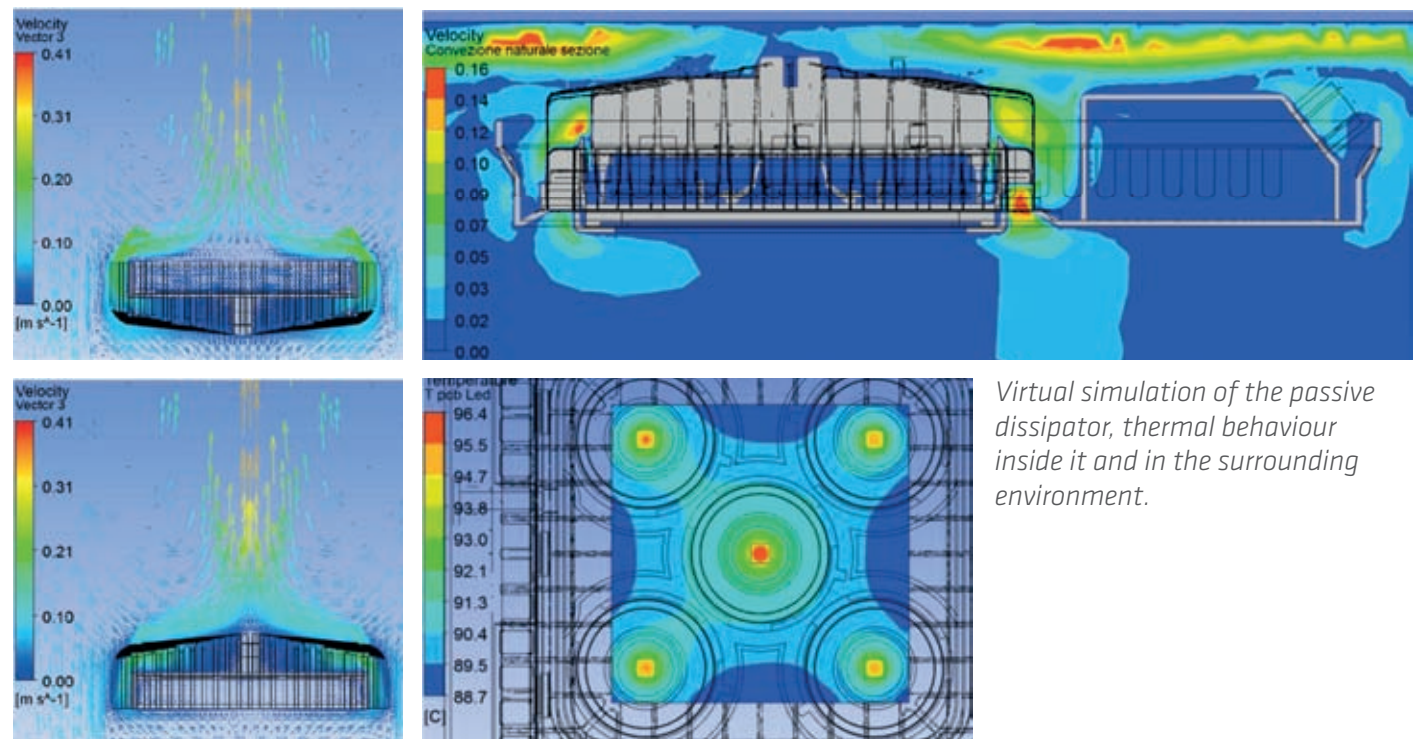 Velocity
Vector 3
0.41
0.31
0.20
0.10
0.00
[m s^-1]
Velocity
Convezione naturale sezione
0.16
0.14
0.12
0.10
0.09
0.07
0.05
0.03
0.02
0.00
Velocity
Vector 3
0.41
0.31
0.21
0.10
0.00
[m s^-1]
Temperature
T pcb Led
96.4
95.5
94.7
93.8
93.0
92.1
91.3
90.4
89.5
88.7
[C]
Virtual simulation of the passive
dissipator, thermal behaviour
inside it and in the surrounding
environment.